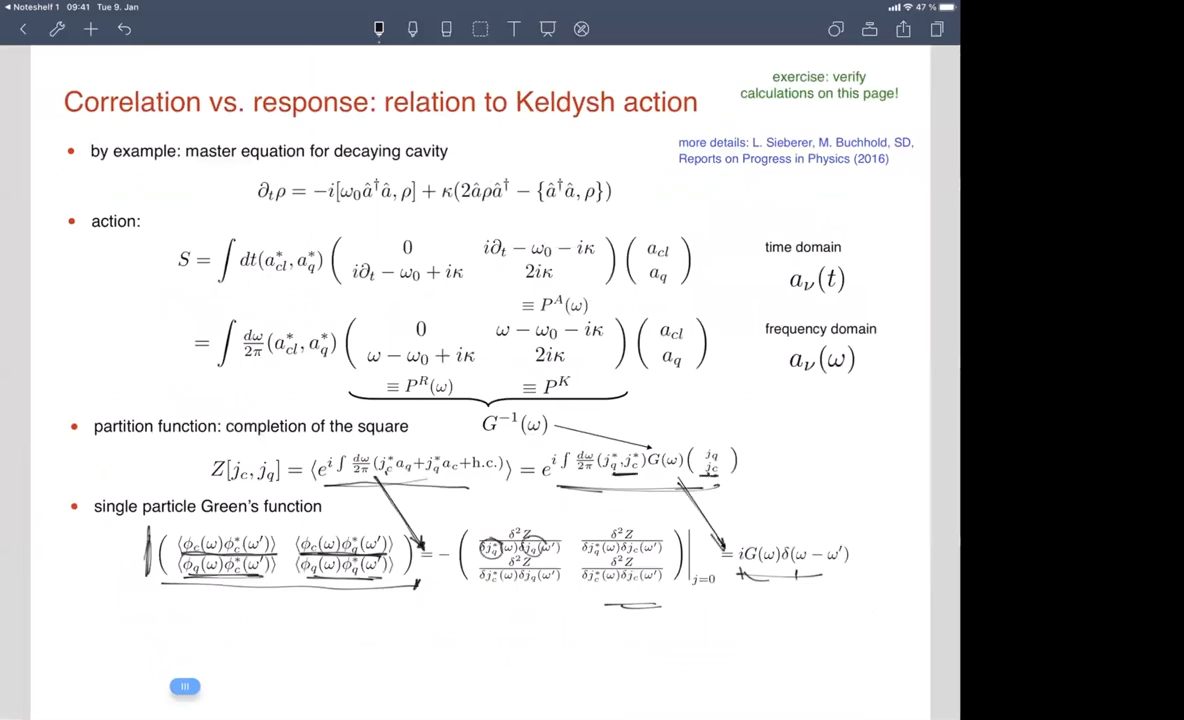 Noteshelf 1 09:41 Tue 9. Jan 47 %
exercise: verify
calculations on this page!
Correlation vs. response: relation to Keldysh action
more details: L. Sieberer, M. Buchhold, SD,
Reports on Progress in Physics (2016)
• by example: master equation for decaying cavity
∂_tρ = −i[ω_0â†â, ρ] + κ(2âρâ† − {â†â, ρ})
• action:
S = ∫ dt(a*_cl, a*_q) ( 0 i∂_t − ω_0 − iκ ; i∂_t − ω_0 + iκ 2iκ ) ( a_cl ; a_q )
time domain
a_ν(t)
≡ P^A(ω)
= ∫ dω/2π (a*_cl, a*_q) ( 0 ω − ω_0 − iκ ; ω − ω_0 + iκ 2iκ ) ( a_cl ; a_q )
frequency domain
a_ν(ω)
≡ P^R(ω) ≡ P^K
• partition function: completion of the square
G^−1(ω)
Z[j_c, j_q] = ⟨e^{i ∫ dω/2π (j*_c a_q + j*_q a_c + h.c.)}⟩ = e^{i ∫ dω/2π (j*_q, j*_c)G(ω) ( j_q ; j_c )}
• single particle Green's function
( ⟨ϕ_c(ω)ϕ*_c(ω′)⟩ ⟨ϕ_c(ω)ϕ*_q(ω′)⟩ ; ⟨ϕ_q(ω)ϕ*_c(ω′)⟩ ⟨ϕ_q(ω)ϕ*_q(ω′)⟩ ) = − ( δ²Z/δj*_q(ω)δj_q(ω′) δ²Z/δj*_q(ω)δj_c(ω′) ; δ²Z/δj*_c(ω)δj_q(ω′) δ²Z/δj*_c(ω)δj_c(ω′) ) |_{j=0} = iG(ω)δ(ω − ω′)